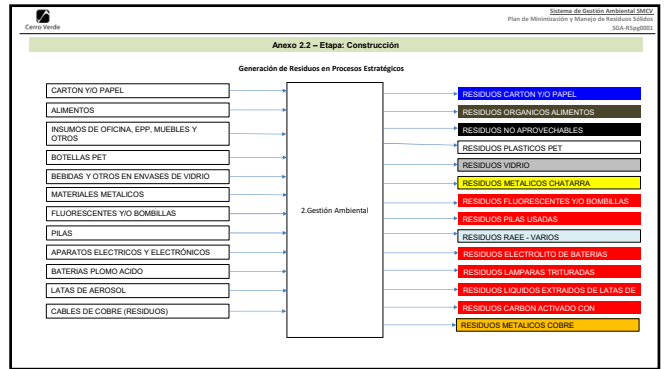 Cerro Verde
Sistema de Gestión Ambiental SMCV
Plan de Minimización y Manejo de Residuos Sólidos
SGA-RSpg0001
Anexo 2.2 – Etapa: Construcción
Generación de Residuos en Procesos Estratégicos
CARTON Y/O PAPEL
ALIMENTOS
INSUMOS DE OFICINA, EPP, MUEBLES Y
OTROS
BOTELLAS PET
BEBIDAS Y OTROS EN ENVASES DE VIDRIO
MATERIALES METALICOS
FLUORESCENTES Y/O BOMBILLAS
PILAS
APARATOS ELECTRICOS Y ELECTRÓNICOS
BATERIAS PLOMO ACIDO
LATAS DE AEROSOL
CABLES DE COBRE (RESIDUOS)
2.Gestión Ambiental
RESIDUOS CARTON Y/O PAPEL
RESIDUOS ORGANICOS ALIMENTOS
RESIDUOS NO APROVECHABLES
RESIDUOS PLASTICOS PET
RESIDUOS VIDRIO
RESIDUOS METALICOS CHATARRA
RESIDUOS FLUORESCENTES Y/O BOMBILLAS
RESIDUOS PILAS USADAS
RESIDUOS RAEE - VARIOS
RESIDUOS ELECTROLITO DE BATERIAS
RESIDUOS LAMPARAS TRITURADAS
RESIDUOS LIQUIDOS EXTRAIDOS DE LATAS DE
RESIDUOS CARBON ACTIVADO CON
RESIDUOS METALICOS COBRE